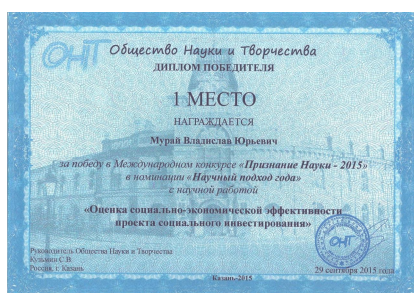 ОНТ
Общество Науки и Творчества
ДИПЛОМ ПОБЕДИТЕЛЯ
1 МЕСТО
НАГРАЖДАЕТСЯ
Мурай Владислав Юрьевич
за победу в Международном конкурсе «Признание Науки - 2015»
в номинации «Научный подход года»
с научной работой
«Оценка социально-экономической эффективности
проекта социального инвестирования»
Руководитель Общества Науки и Творчества
Кузьмин С.В.
Россия, г. Казань
ОНТ
29 сентября 2015 года
Казань-2015